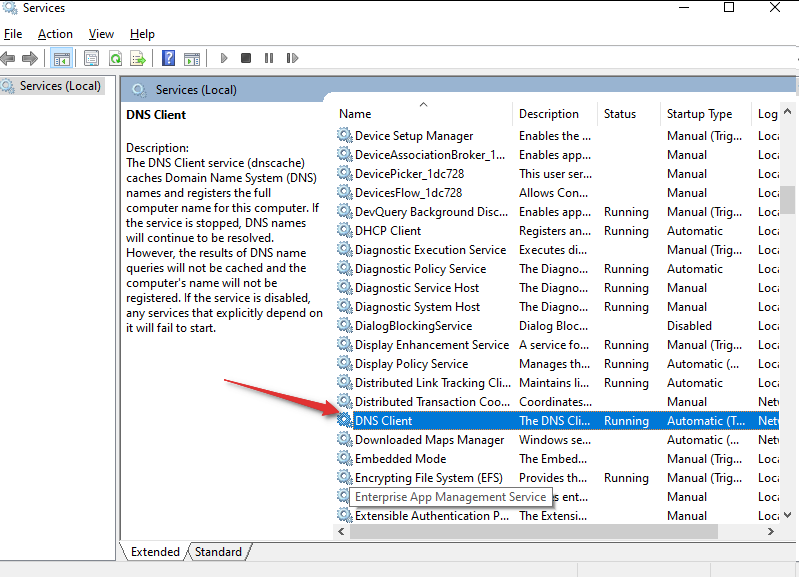 Services
File Action View Help
Services (Local)
Services (Local)
DNS Client
Description:
The DNS Client service (dnscache)
caches Domain Name System (DNS)
names and registers the full
computer name for this computer. If
the service is stopped, DNS names
will continue to be resolved.
However, the results of DNS name
queries will not be cached and the
computer's name will not be
registered. If the service is disabled,
any services that explicitly depend on
it will fail to start.
Name Description Status Startup Type Log
Device Setup Manager Enables the ... Manual (Trig... Loca
DeviceAssociationBroker_1... Enables app... Manual Loca
DevicePicker_1dc728 This user ser... Manual Loca
DevicesFlow_1dc728 Allows Con... Manual Loca
DevQuery Background Disc... Enables app... Running Manual (Trig... Loca
DHCP Client Registers an... Running Automatic Loca
Diagnostic Execution Service Executes di... Manual (Trig... Loca
Diagnostic Policy Service The Diagno... Running Automatic Loca
Diagnostic Service Host The Diagno... Running Manual Loca
Diagnostic System Host The Diagno... Running Manual Loca
DialogBlockingService Dialog Bloc... Disabled Loca
Display Enhancement Service A service fo... Running Manual (Trig... Loca
Display Policy Service Manages th... Running Automatic (... Loca
Distributed Link Tracking Cli... Maintains li... Running Automatic Loca
Distributed Transaction Coo... Coordinates... Manual Netw
DNS Client The DNS Cli... Running Automatic (T... Netw
Downloaded Maps Manager Windows se... Automatic (... Netw
Embedded Mode The Embed... Manual (Trig... Loca
Encrypting File System (EFS) Provides th... Running Manual (Trig... Loca
Enterprise App Management Service s ent... Manual Loca
Extensible Authentication P... The Extensi... Manual Loca
Extended Standard